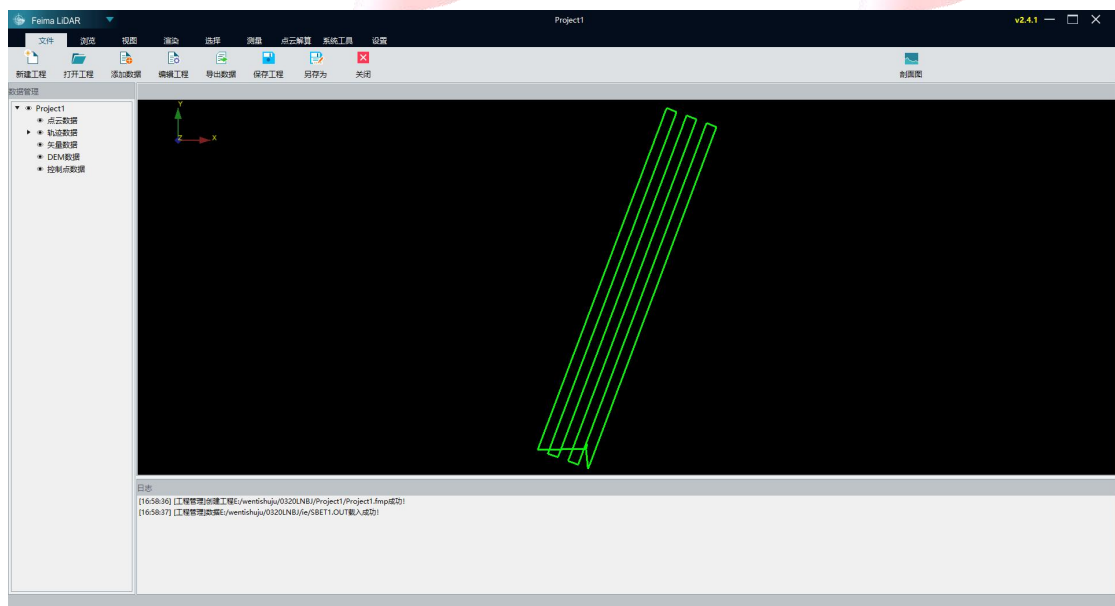 Feima LiDAR
Project1
v2.4.1
文件 浏览 视图 渲染 选择 测量 点云解算 系统工具 设置
新建工程 打开工程 添加数据 编辑工程 导出数据 保存工程 另存为 关闭 剖面图
数据管理
Project1
点云数据
轨迹数据
矢量数据
DEM数据
控制点数据
Y
Z X
日志
[16:58:36] [工程管理]创建工程E:/wentishuju/0320LNBJ/Project1/Project1.fmp成功!
[16:58:37] [工程管理]数据E:/wentishuju/0320LNBJ/ie/SBET1.OUT载入成功!